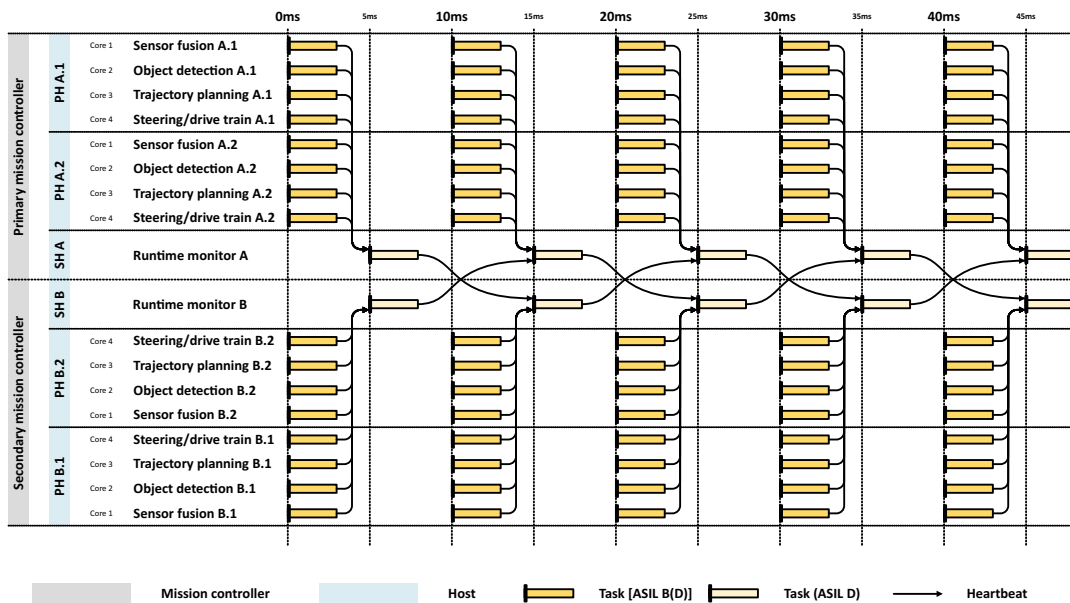 0ms 5ms 10ms 15ms 20ms 25ms 30ms 35ms 40ms 45ms
Primary mission controller
PH A.1
Core 1 Sensor fusion A.1
Core 2 Object detection A.1
Core 3 Trajectory planning A.1
Core 4 Steering/drive train A.1
PH A.2
Core 1 Sensor fusion A.2
Core 2 Object detection A.2
Core 3 Trajectory planning A.2
Core 4 Steering/drive train A.2
SH A
Runtime monitor A
Secondary mission controller
SH B
Runtime monitor B
PH B.2
Core 4 Steering/drive train B.2
Core 3 Trajectory planning B.2
Core 2 Object detection B.2
Core 1 Sensor fusion B.2
PH B.1
Core 4 Steering/drive train B.1
Core 3 Trajectory planning B.1
Core 2 Object detection B.1
Core 1 Sensor fusion B.1
Mission controller Host Task [ASIL B(D)] Task (ASIL D) Heartbeat